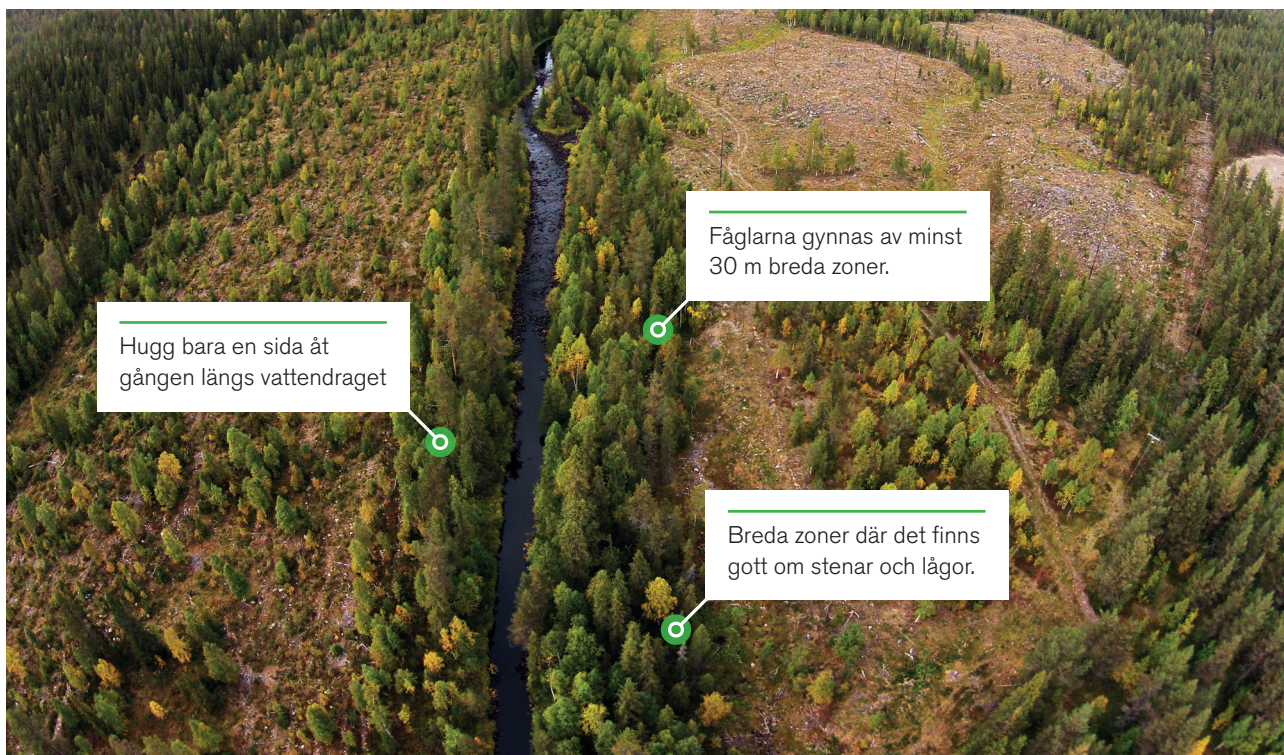 Fåglarna gynnas av minst
30 m breda zoner.
Hugg bara en sida åt
gången längs vattendraget
Breda zoner där det finns
gott om stenar och lågor.